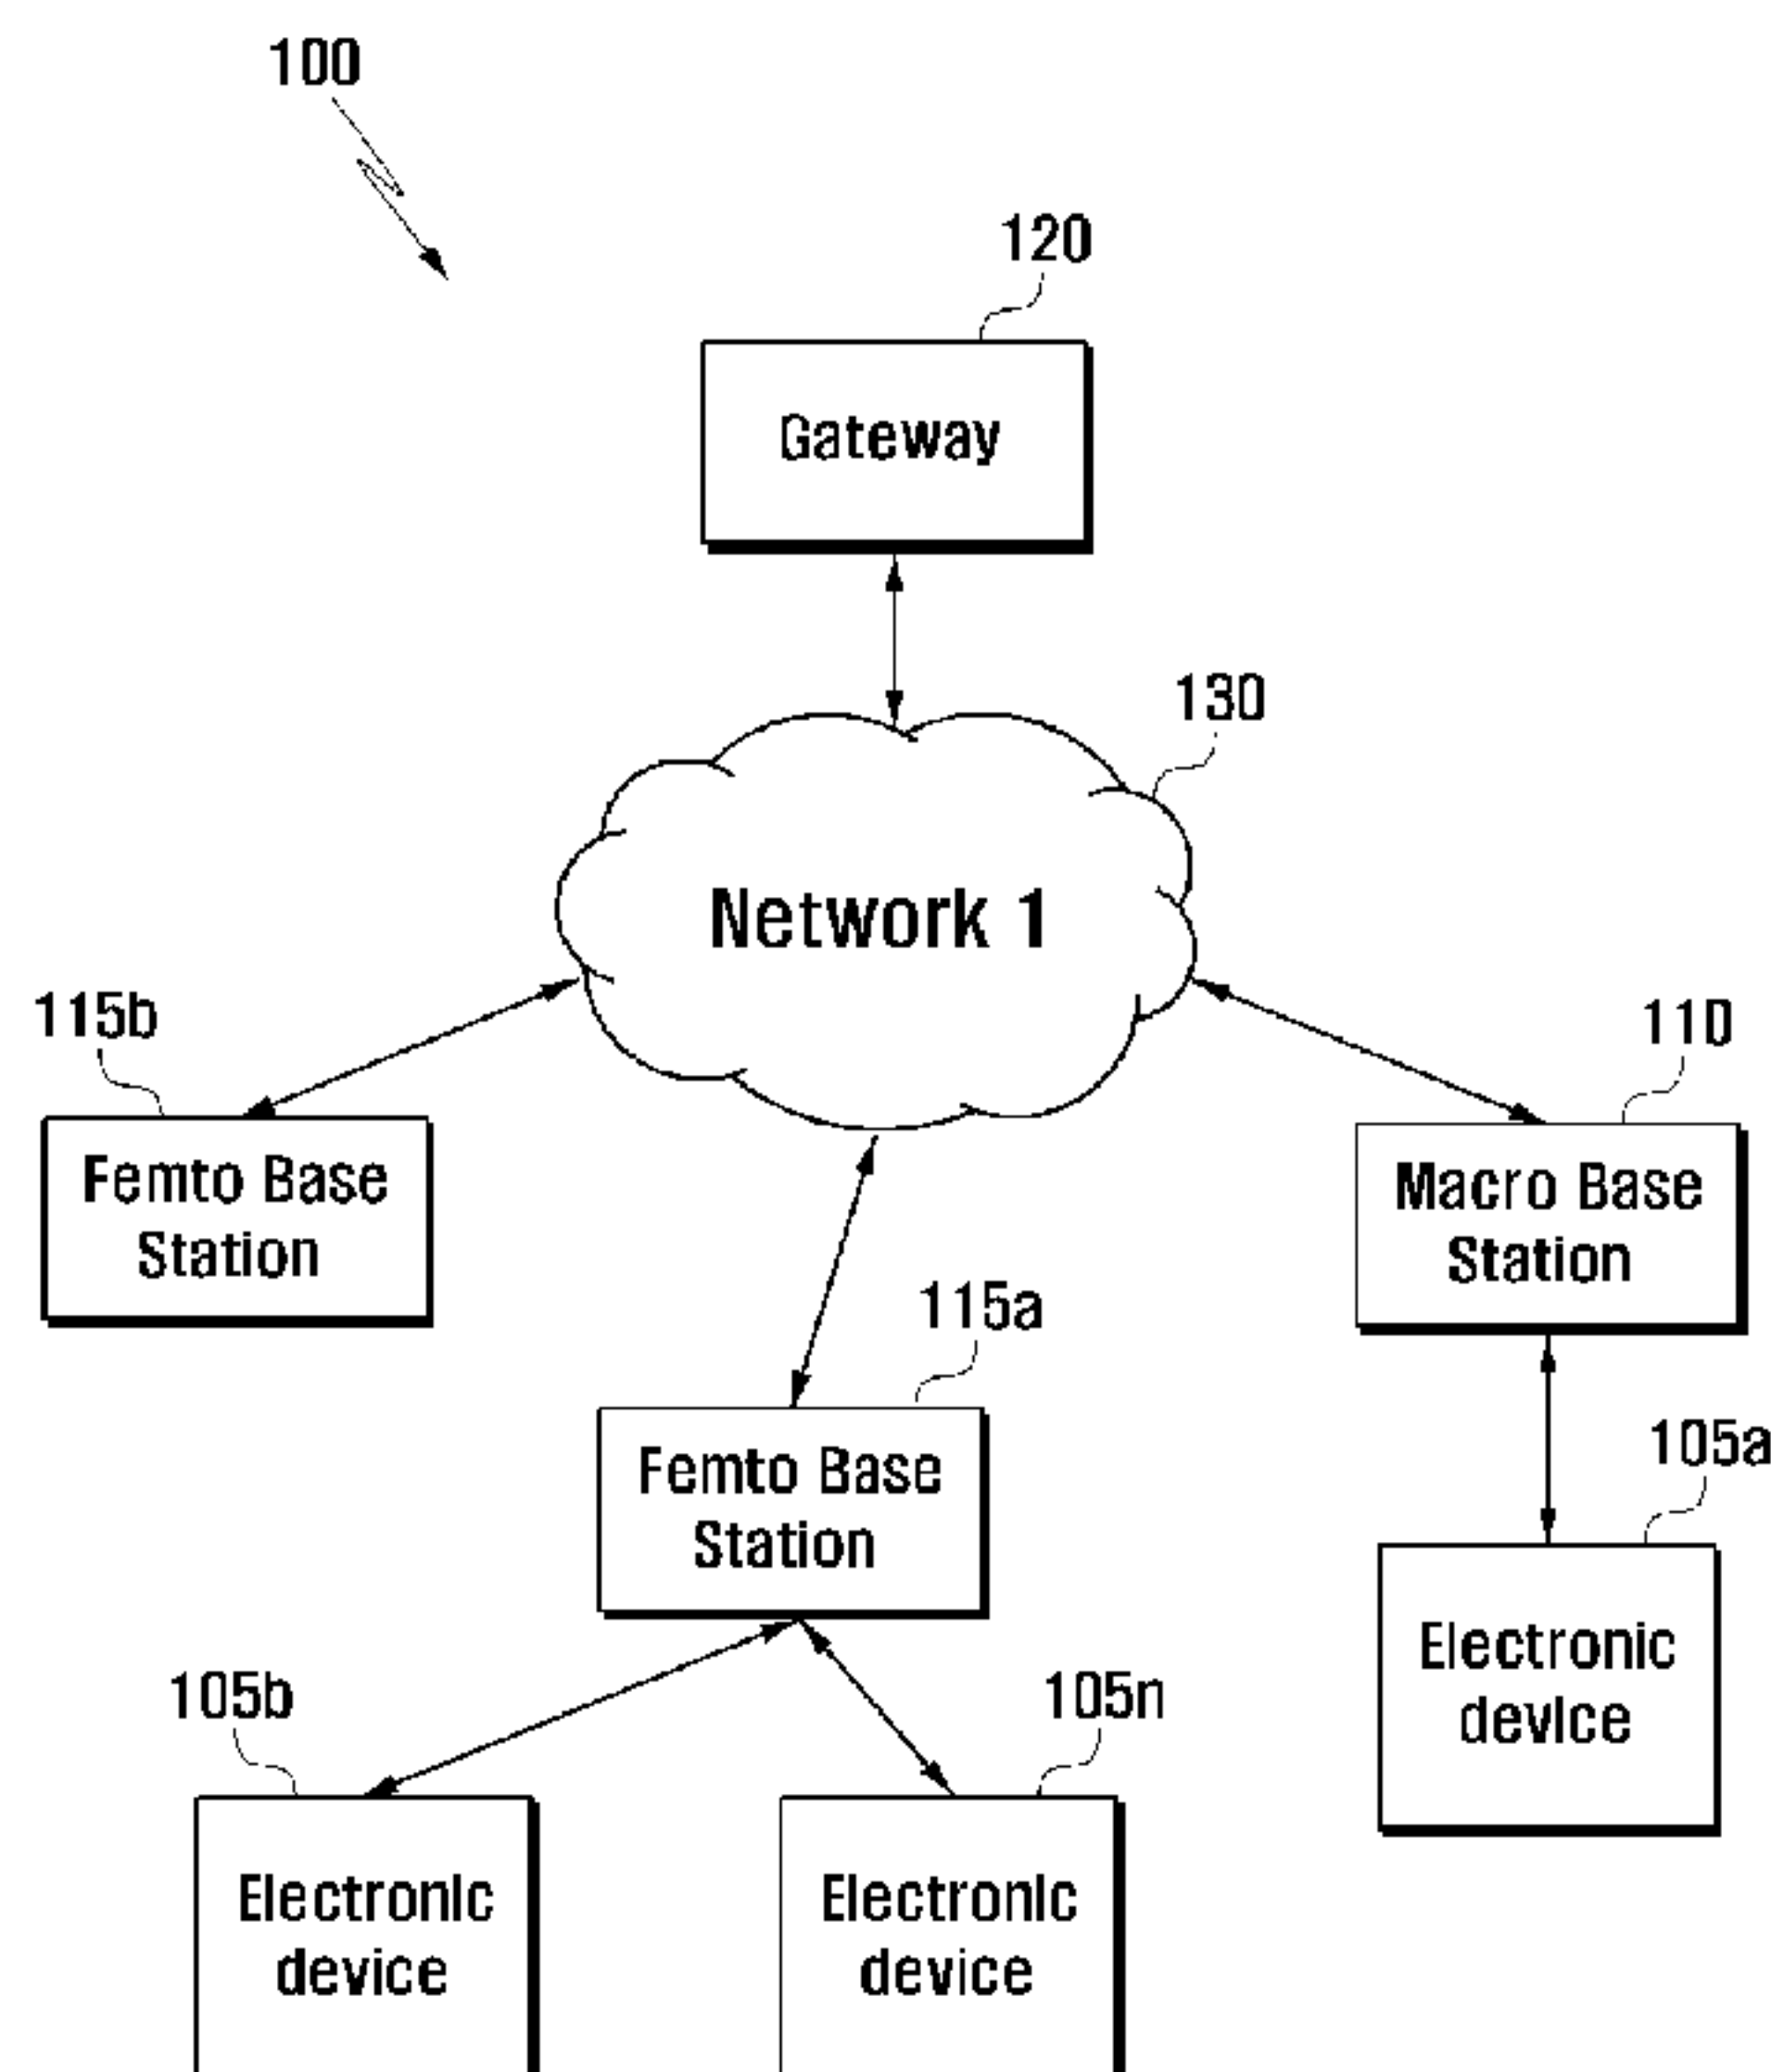 100
120
Gateway
130
Network 1
115b
110
Femto Base
Station
Macro Base
Station
115a
105a
Femto Base
Station
Electronic
device
105b
105n
Electronic
device
Electronic
device